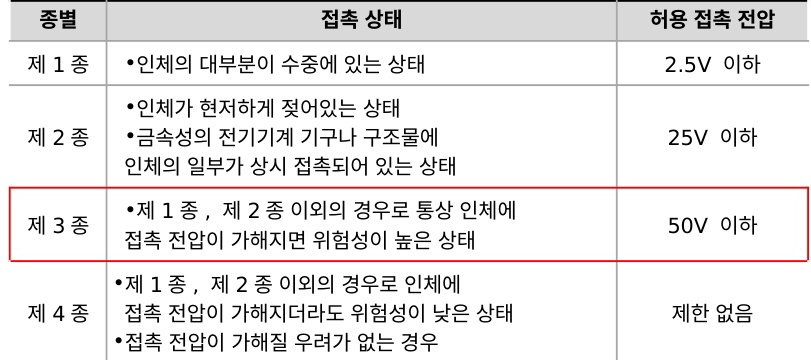 종별 접촉 상태 허용 접촉 전압
제 1 종 •인체의 대부분이 수중에 있는 상태 2.5V 이하
•인체가 현저하게 젖어있는 상태
제 2 종 •금속성의 전기기계 기구나 구조물에 25V 이하
인체의 일부가 상시 접촉되어 있는 상태
•제 1 종 , 제 2 종 이외의 경우로 통상 인체에
제 3 종 50V 이하
접촉 전압이 가해지면 위험성이 높은 상태
•제 1 종 , 제 2 종 이외의 경우로 인체에
제 4 종 접촉 전압이 가해지더라도 위험성이 낮은 상태 제한 없음
•접촉 전압이 가해질 우려가 없는 경우